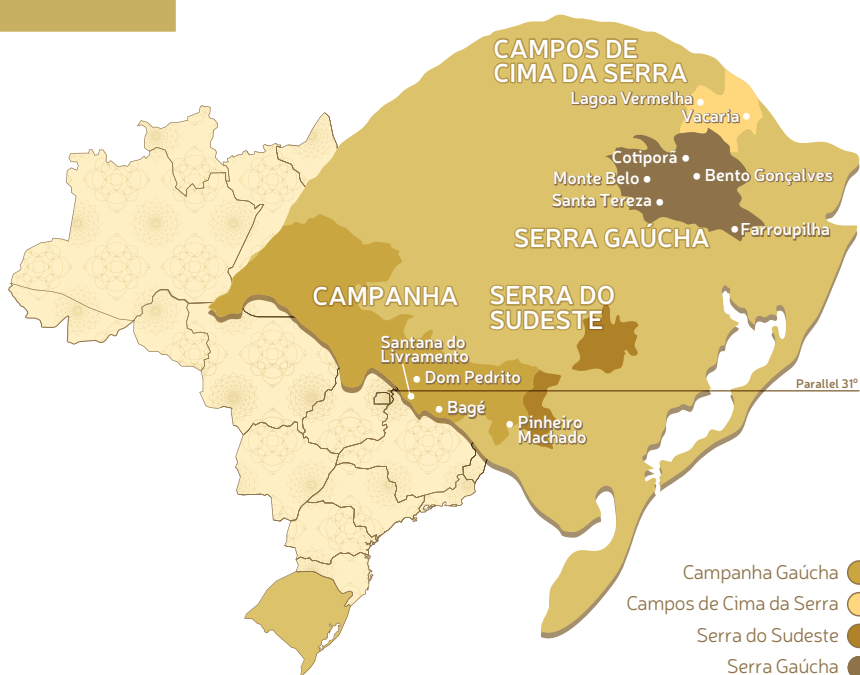 CAMPOS DE
CIMA DA SERRA
Lagoa Vermelha
Vacaria
Cotiporã
Monte Belo
Bento Gonçalves
Santa Tereza
Farroupilha
SERRA GAÚCHA
CAMPANHA
SERRA DO
SUDESTE
Santana do
Livramento
Dom Pedrito
Parallel 31°
Bagé
Pinheiro
Machado
Campanha Gaúcha
Campos de Cima da Serra
Serra do Sudeste
Serra Gaúcha